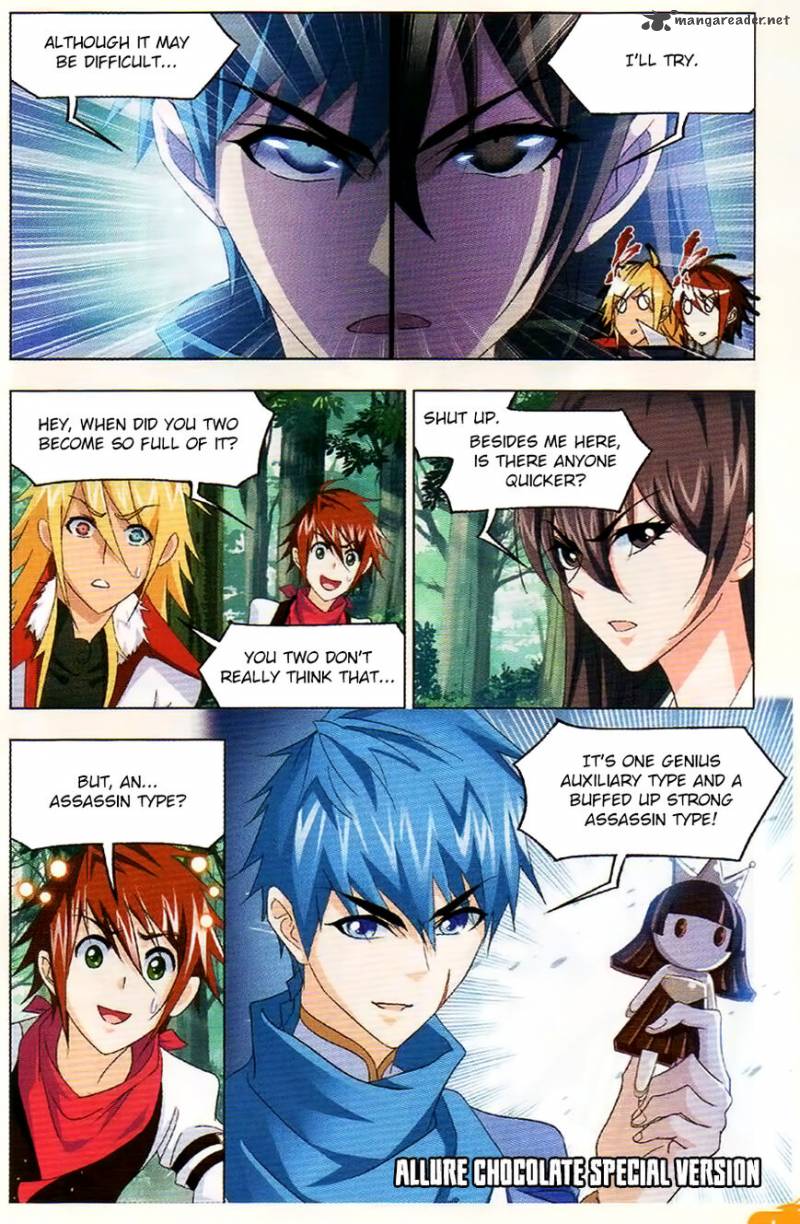 mangareader.net
ALTHOUGH IT MAY
BE DIFFICULT...
I'LL TRY.
HEY, WHEN DID YOU TWO
BECOME SO FULL OF IT?
YOU TWO DON'T
REALLY THINK THAT...
SHUT UP.
BESIDES ME HERE,
IS THERE ANYONE
QUICKER?
BUT, AN...
ASSASSIN TYPE?
IT'S ONE GENIUS
AUXILIARY TYPE AND A
BUFFED UP STRONG
ASSASSIN TYPE!
ALLURE CHOCOLATE SPECIAL VERSION